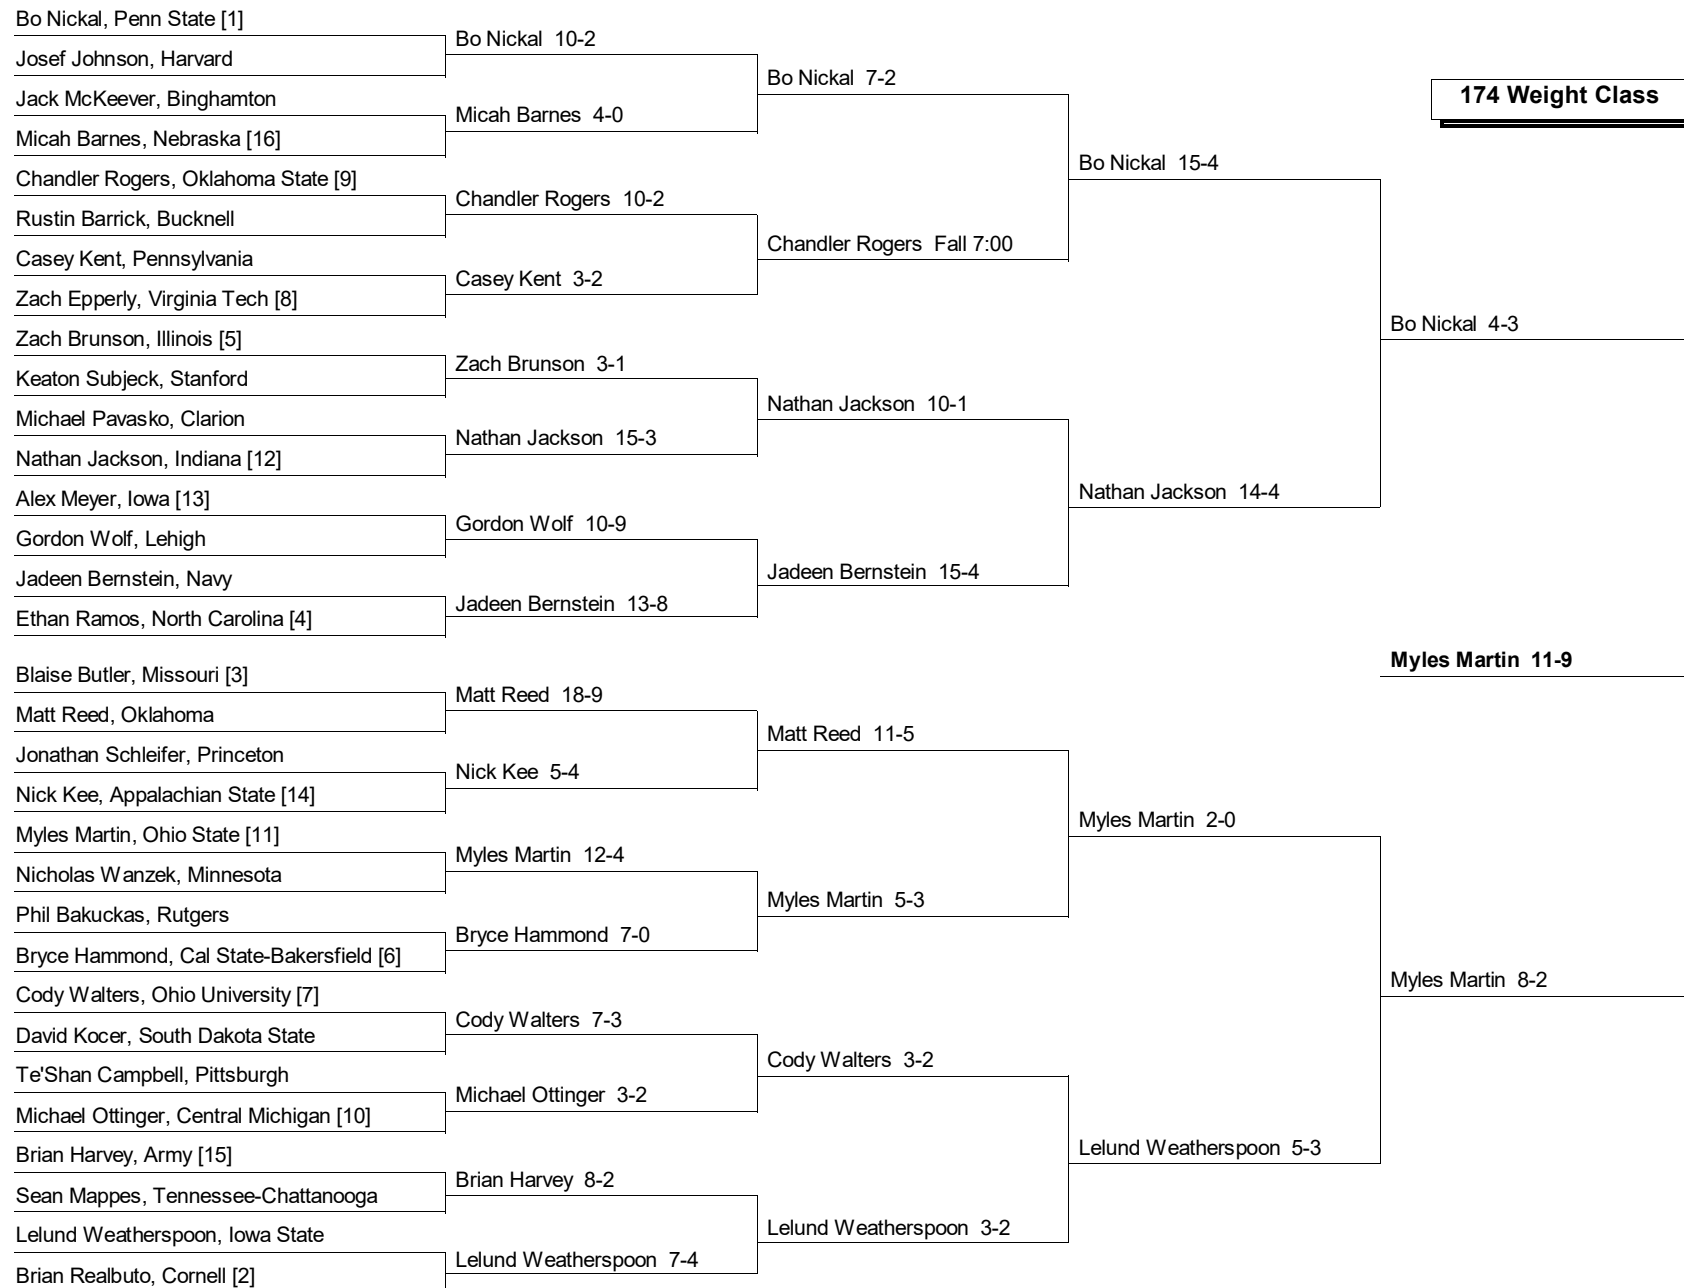 Bo Nickal, Penn State [1]
Josef Johnson, Harvard
Jack McKeever, Binghamton
Micah Barnes, Nebraska [16]
Chandler Rogers, Oklahoma State [9]
Rustin Barrick, Bucknell
Casey Kent, Pennsylvania
Zach Epperly, Virginia Tech [8]
Zach Brunson, Illinois [5]
Keaton Subjeck, Stanford
Michael Pavasko, Clarion
Nathan Jackson, Indiana [12]
Alex Meyer, Iowa [13]
Gordon Wolf, Lehigh
Jadeen Bernstein, Navy
Ethan Ramos, North Carolina [4]
Blaise Butler, Missouri [3]
Matt Reed, Oklahoma
Jonathan Schleifer, Princeton
Nick Kee, Appalachian State [14]
Myles Martin, Ohio State [11]
Nicholas Wanzek, Minnesota
Phil Bakuckas, Rutgers
Bryce Hammond, Cal State-Bakersfield [6]
Cody Walters, Ohio University [7]
David Kocer, South Dakota State
Te'Shan Campbell, Pittsburgh
Michael Ottinger, Central Michigan [10]
Brian Harvey, Army [15]
Sean Mappes, Tennessee-Chattanooga
Lelund Weatherspoon, Iowa State
Brian Realbuto, Cornell [2]
Bo Nickal 10-2
Micah Barnes 4-0
Chandler Rogers 10-2
Casey Kent 3-2
Zach Brunson 3-1
Nathan Jackson 15-3
Gordon Wolf 10-9
Jadeen Bernstein 13-8
Matt Reed 18-9
Nick Kee 5-4
Myles Martin 12-4
Bryce Hammond 7-0
Cody Walters 7-3
Michael Ottinger 3-2
Brian Harvey 8-2
Lelund Weatherspoon 7-4
Bo Nickal 7-2
Chandler Rogers Fall 7:00
Nathan Jackson 10-1
Jadeen Bernstein 15-4
Matt Reed 11-5
Myles Martin 5-3
Cody Walters 3-2
Lelund Weatherspoon 3-2
Bo Nickal 15-4
Nathan Jackson 14-4
Myles Martin 2-0
Lelund Weatherspoon 5-3
174 Weight Class
Bo Nickal 4-3
Myles Martin 11-9
Myles Martin 8-2